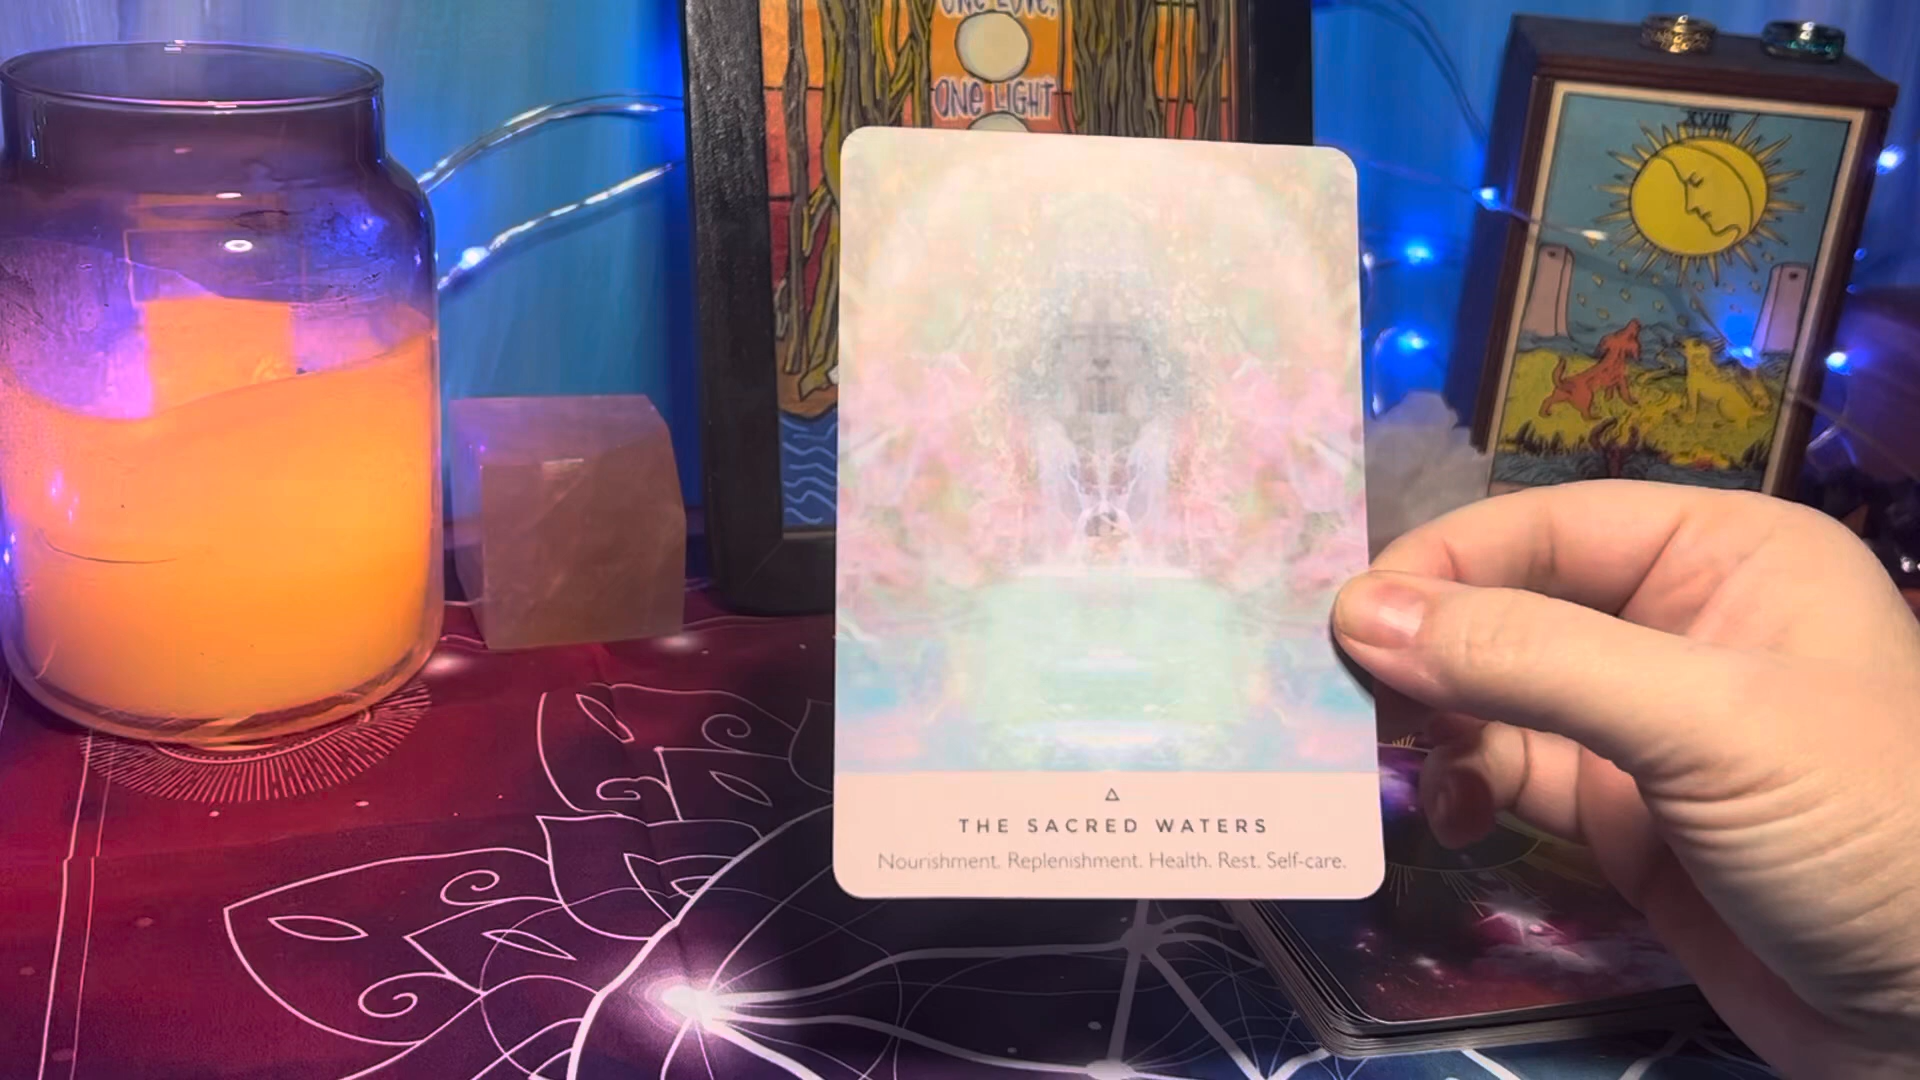 ONE LOVE,
ONE LIGHT
XVIII
THE SACRED WATERS
Nourishment. Replenishment. Health. Rest. Self-care.